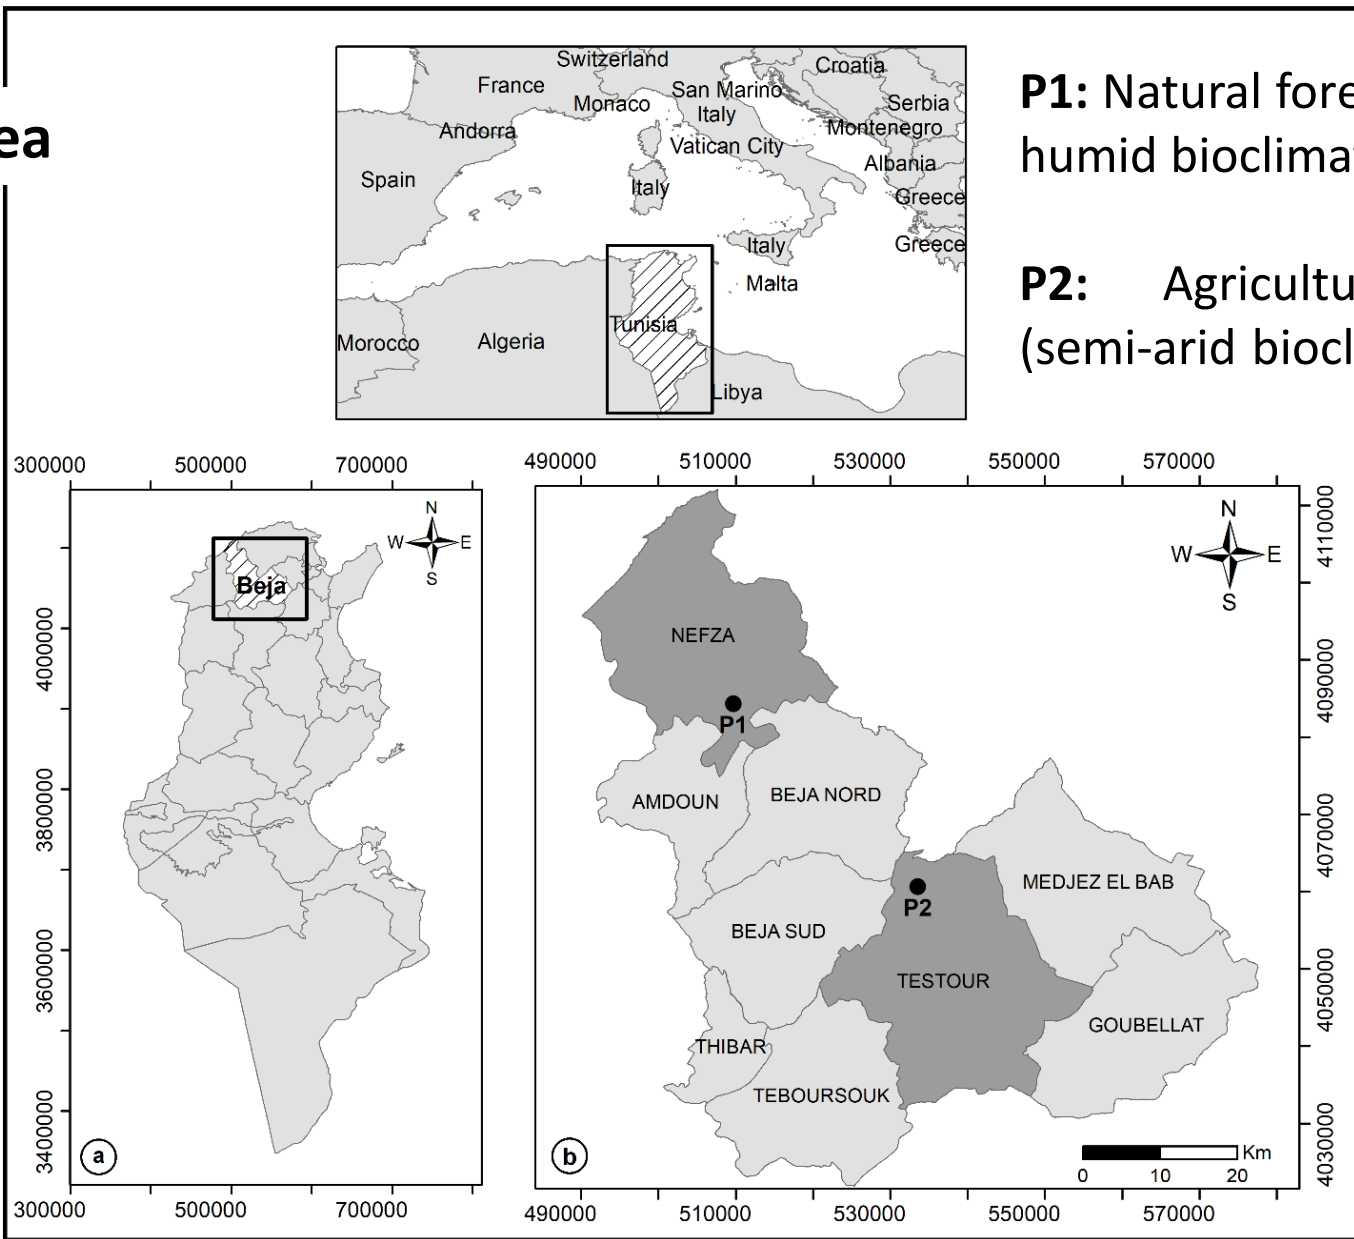 ea
Switzerland
Croatia
France
San Marino
Monaco
Italy
Serbia
Andorra
Montenegro
Vatican City
Albania
Spain
Italy
Greece
Italy
Greece
Malta
Tunisia
Morocco
Algeria
Libya
P1: Natural fore
humid bioclimat
P2: Agricultu
(semi-arid biocl
300000 500000 700000
N
W E
S
Beja
4000000
3800000
3600000
3400000
a
300000 500000 700000
490000 510000 530000 550000 570000
N
W E
S
NEFZA
P1
AMDOUN
BEJA NORD
MEDJEZ EL BAB
P2
BEJA SUD
TESTOUR
GOUBELLAT
THIBAR
TEBOURSOUK
4110000
4090000
4070000
4050000
4030000
b
Km
0 10 20
490000 510000 530000 550000 570000